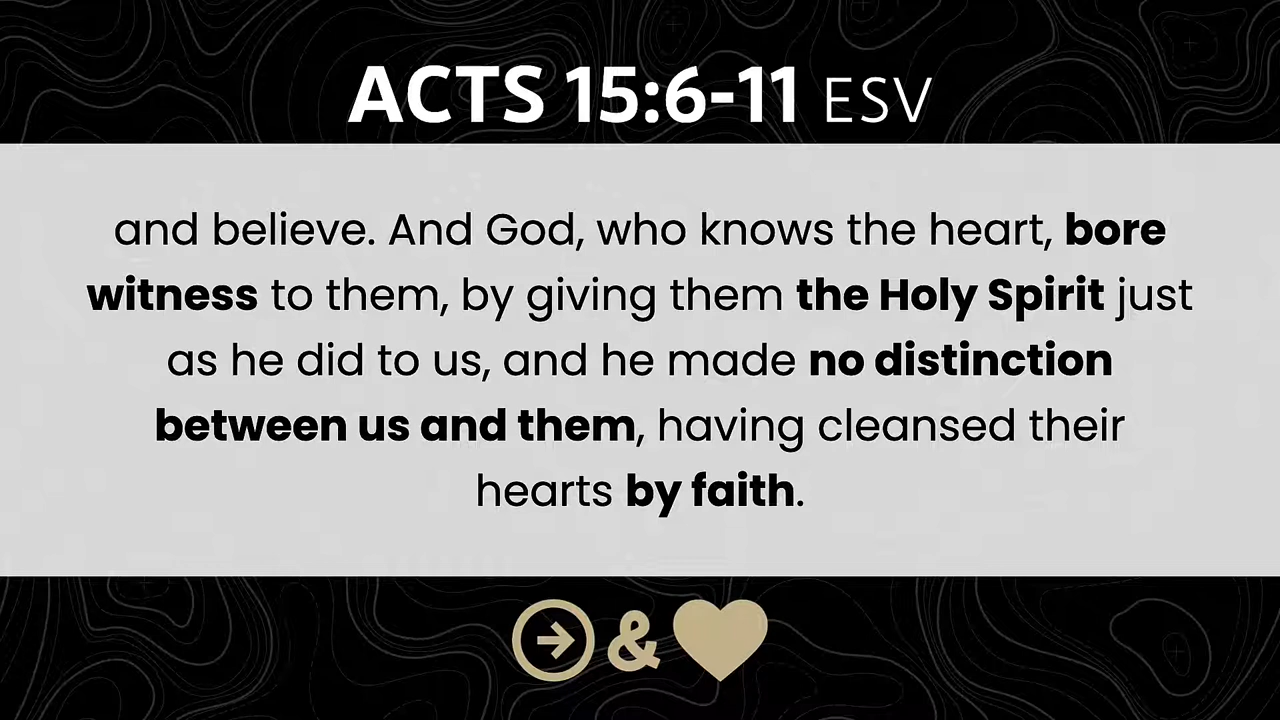 ACTS 15:6-11 ESV
and believe. And God, who knows the heart, bore
witness to them, by giving them the Holy Spirit just
as he did to us, and he made no distinction
between us and them, having cleansed their
hearts by faith.
&